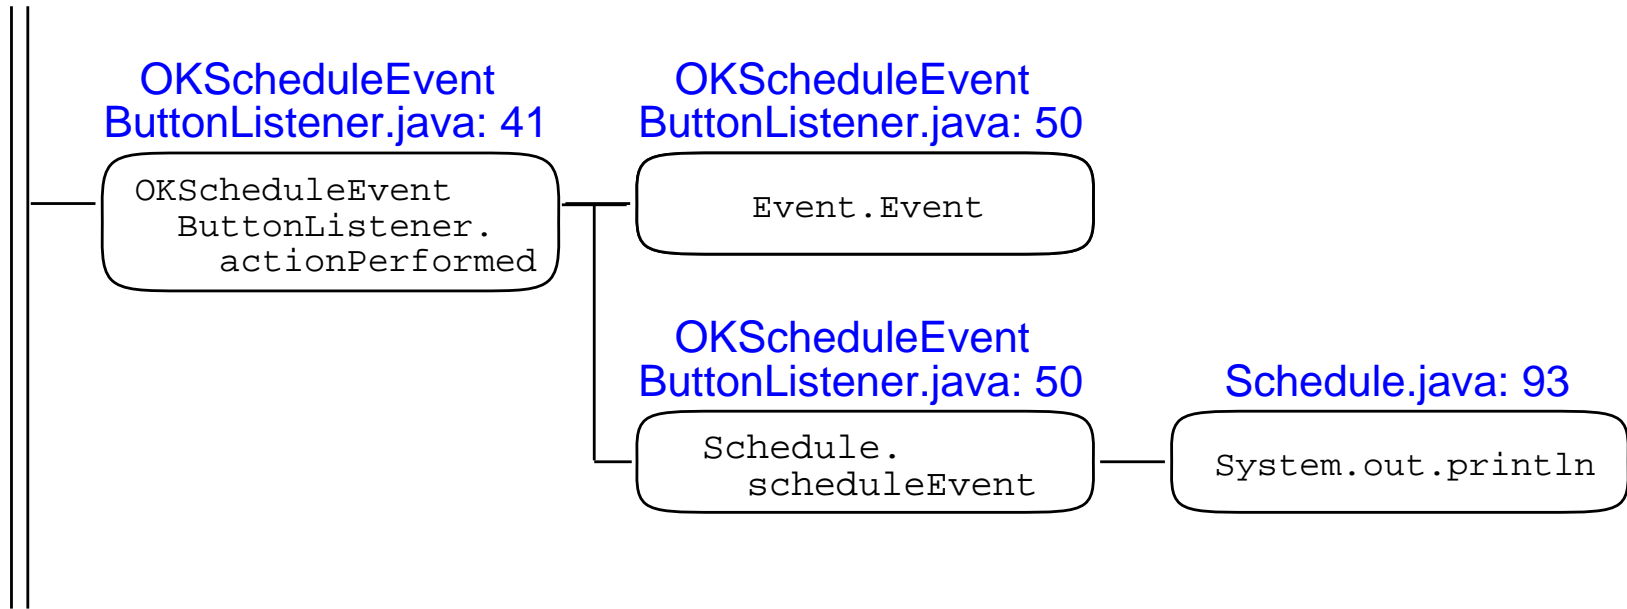 OKScheduleEvent
ButtonListener.java: 41
OKScheduleEvent
ButtonListener.
actionPerformed
OKScheduleEvent
ButtonListener.java: 50
Event.Event
OKScheduleEvent
ButtonListener.java: 50
Schedule.
scheduleEvent
Schedule.java: 93
System.out.println